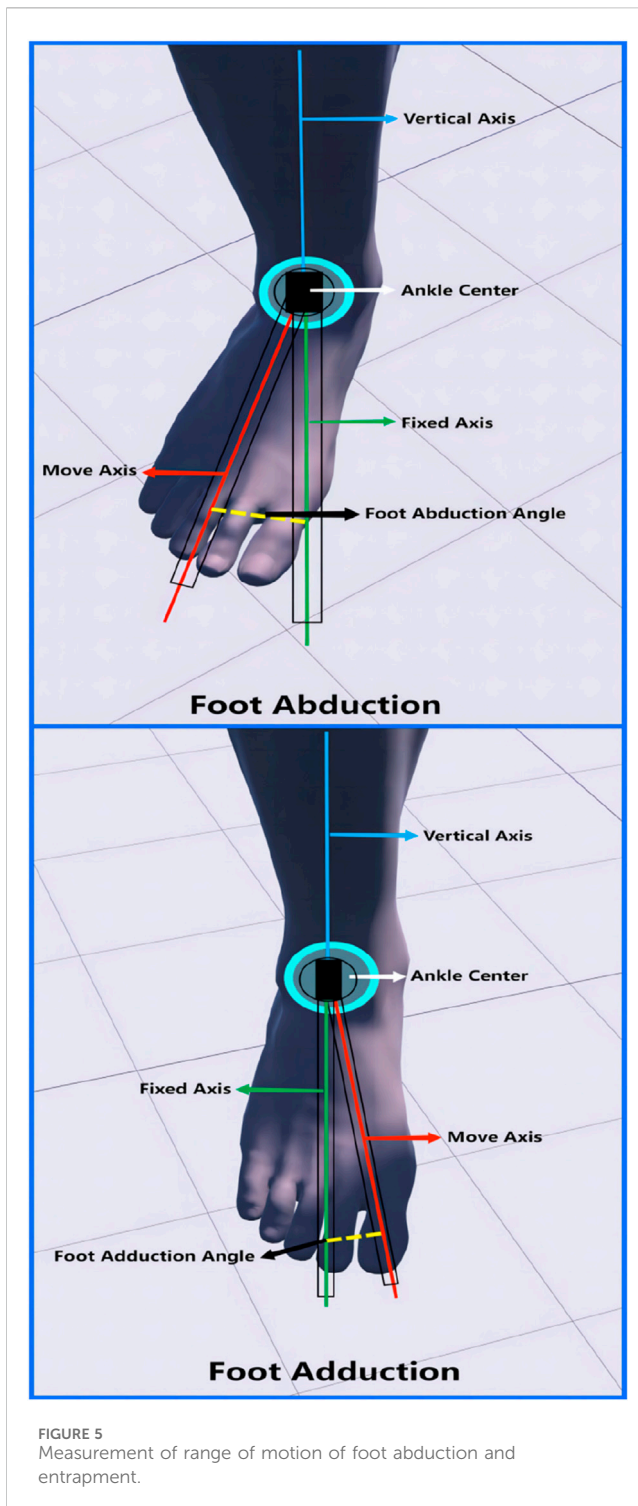 Vertical Axis
Ankle Center
Fixed Axis
Move Axis
Foot Abduction Angle
Foot Abduction
Vertical Axis
Ankle Center
Fixed Axis
Move Axis
Foot Adduction Angle
Foot Adduction
FIGURE 5
Measurement of range of motion of foot abduction and
entrapment.